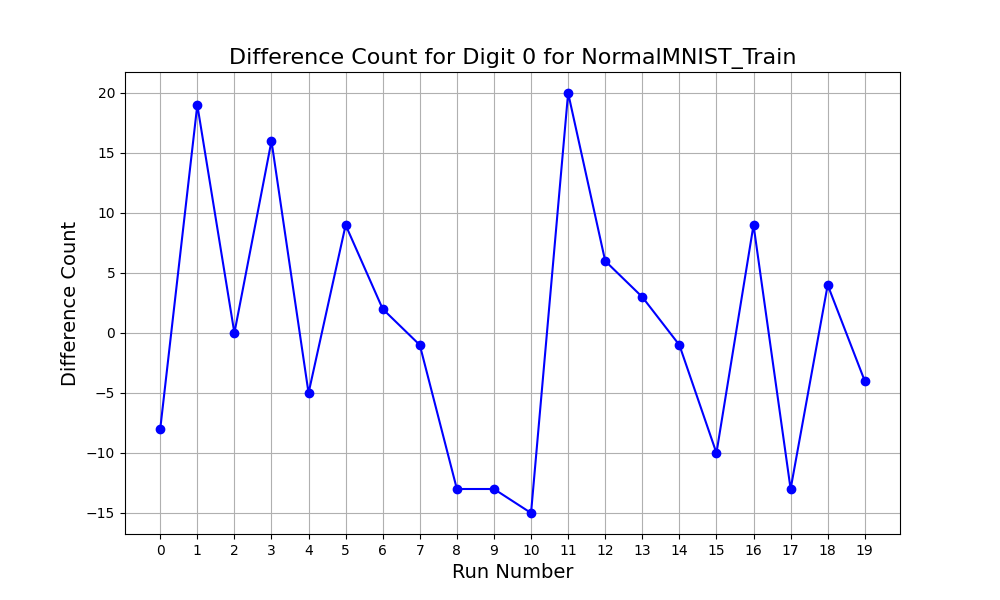 Difference Count for Digit 0 for NormalMNIST_Train
20
15
10
5
0
−5
−10
−15
Difference Count
0 1 2 3 4 5 6 7 8 9 10 11 12 13 14 15 16 17 18 19
Run Number